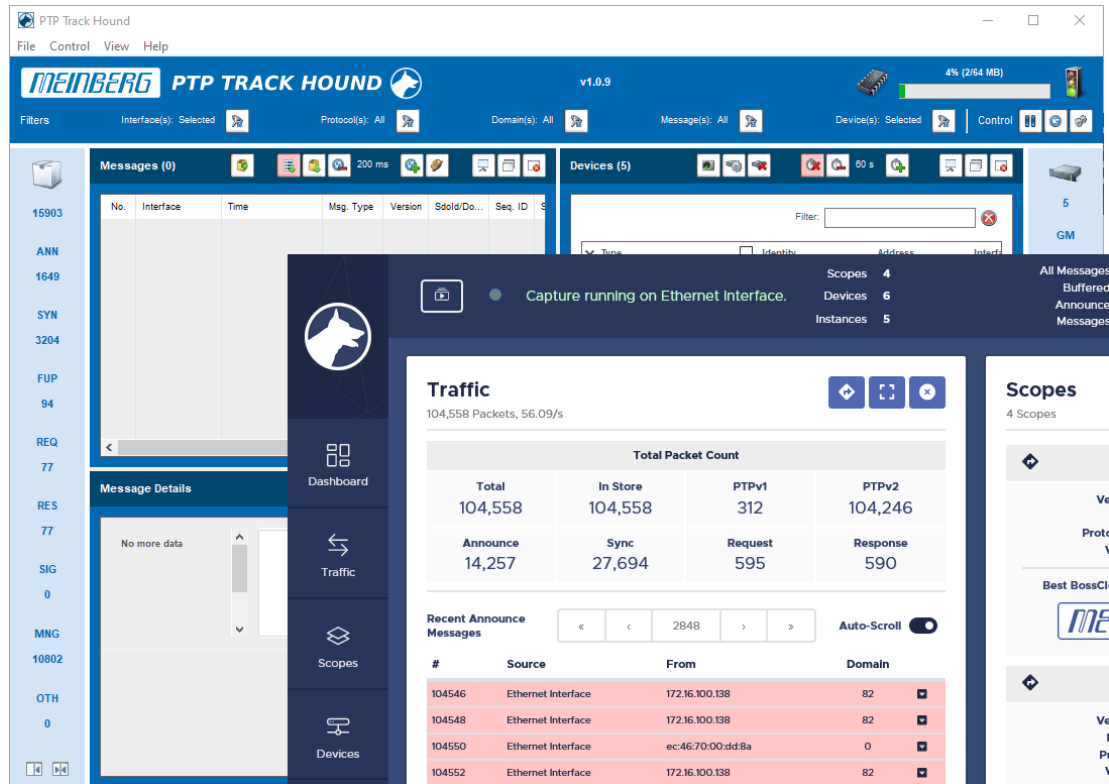 PTP Track Hound
File Control View Help
MEINBERG PTP TRACK HOUND v1.0.9 4% (2/64 MB)
Filters Interface(s): Selected Protocol(s): All Domain(s): All Message(s): All Device(s): Selected Control
Messages (0) 200 ms
Devices (5) 60 s
No. Interface Time Msg. Type Version SdoId/Do... Seq. ID S
Filter:
Type Identity Address Interfa
15903
ANN
1649
SYN
3204
FUP
94
REQ
77
RES
77
SIG
0
MNG
10802
OTH
0
5
GM
Message Details
No more data
Capture running on Ethernet Interface.
Scopes 4
Devices 6
Instances 5
All Messages
Buffered
Announce
Messages
Dashboard
Traffic
Scopes
Devices
Traffic
104,558 Packets, 56.09/s
Total Packet Count
Total In Store PTPv1 PTPv2
104,558 104,558 312 104,246
Announce Sync Request Response
14,257 27,694 595 590
Recent Announce
Messages
« ‹ 2848 › »
Auto-Scroll
# Source From Domain
104546 Ethernet Interface 172.16.100.138 82
104548 Ethernet Interface 172.16.100.138 82
104550 Ethernet Interface ec:46:70:00:dd:8a 0
104552 Ethernet Interface 172.16.100.138 82
Scopes
4 Scopes
Ve
Proto
V
Best BossCl
ME
Ve
Pr
V